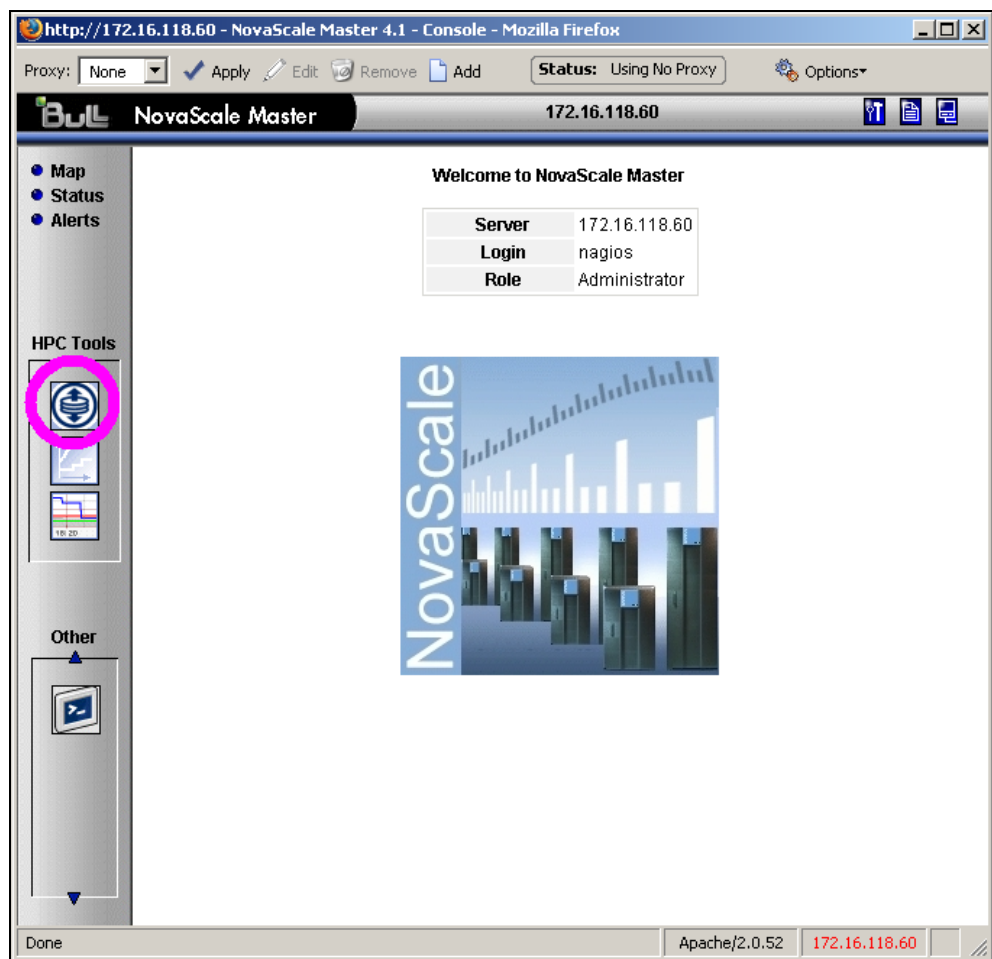 http://172.16.118.60 - NovaScale Master 4.1 - Console - Mozilla Firefox
Proxy: None Apply Edit Remove Add Status: Using No Proxy Options
Bull NovaScale Master 172.16.118.60
Map
Status
Alerts
Welcome to NovaScale Master
Server 172.16.118.60
Login nagios
Role Administrator
HPC Tools
NovaScale
18/ 20
Other
Done Apache/2.0.52 172.16.118.60